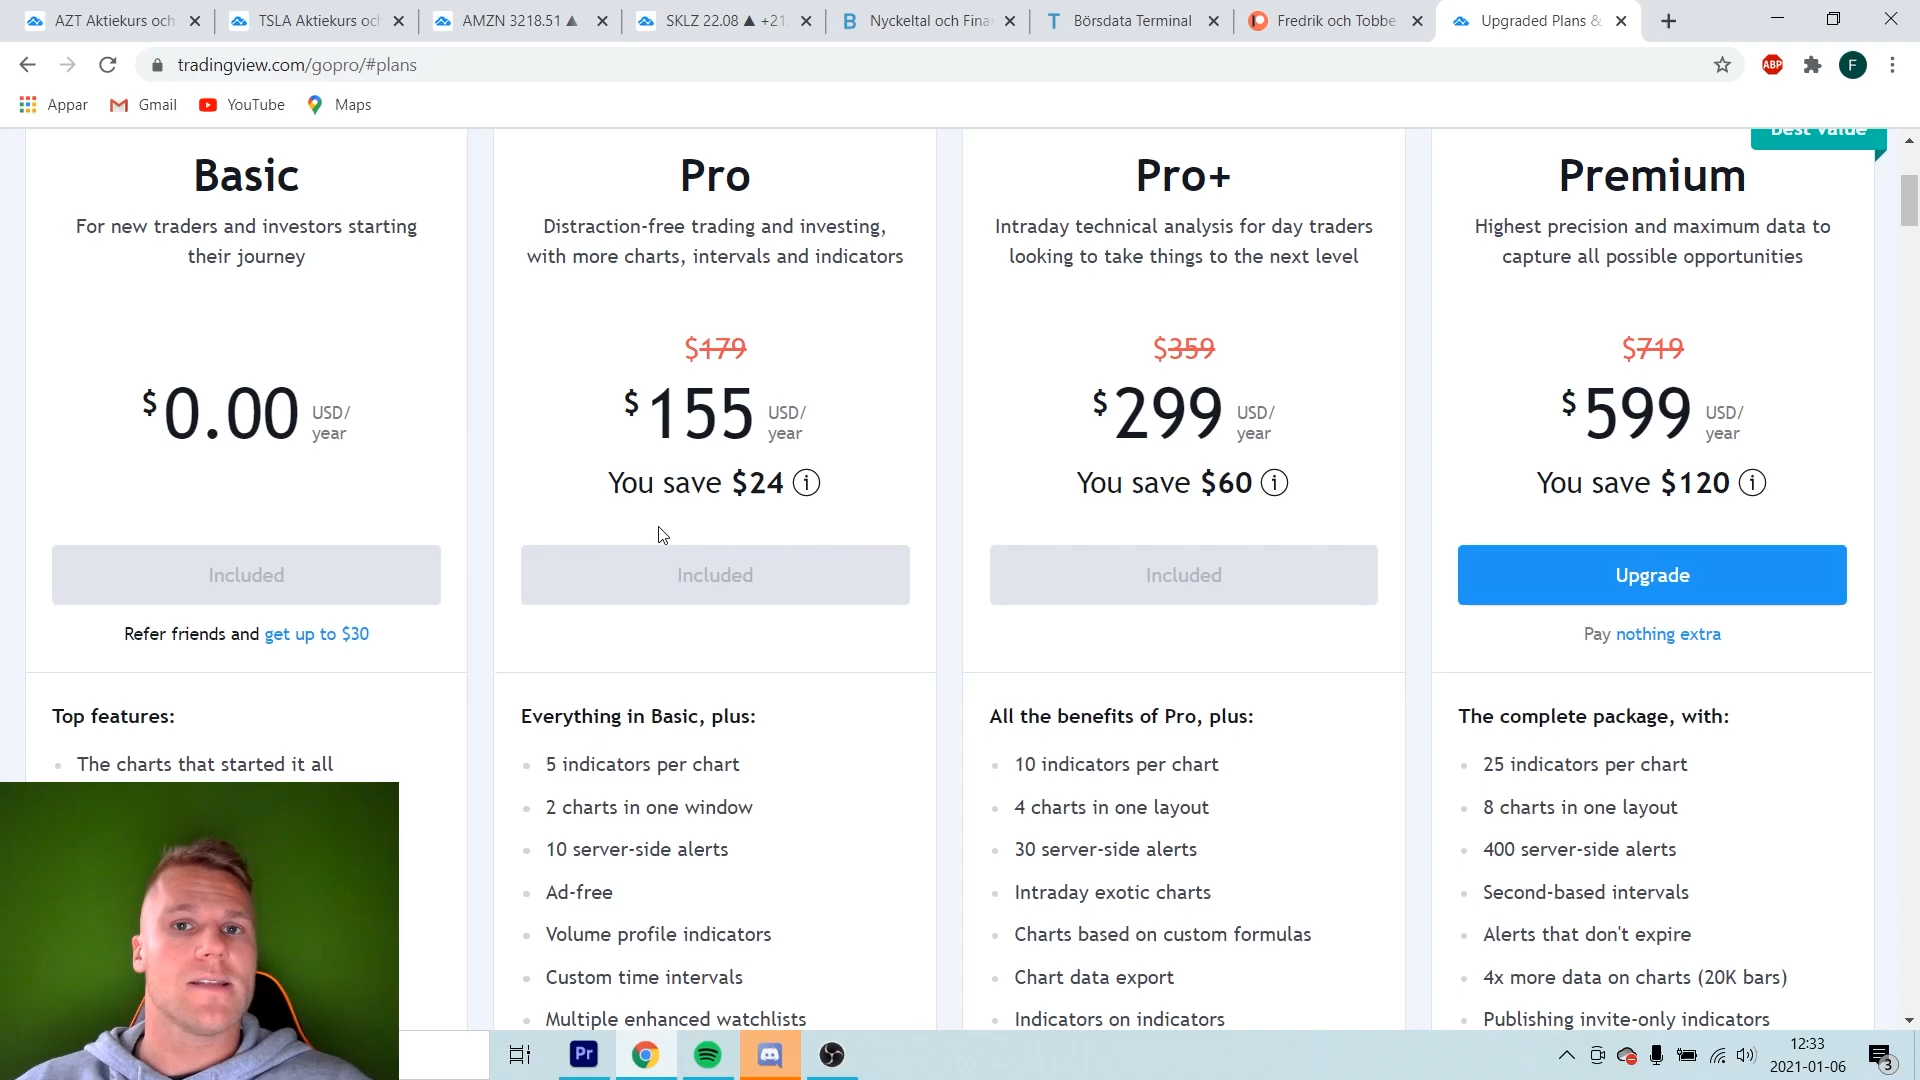 AZT Aktiekurs och
TSLA Aktiekurs oc
AMZN 3218.51 ▲
SKLZ 22.08 ▲ +21.
Nyckeltal och Fina
Börsdata Terminal
Fredrik och Tobbe
Upgraded Plans &
tradingview.com/gopro/#plans
ABP
F
Appar
Gmail
YouTube
Maps
Best Value
Basic
For new traders and investors starting
their journey
$0.00 USD/
year
Included
Refer friends and get up to $30
Top features:
The charts that started it all
Pro
Distraction-free trading and investing,
with more charts, intervals and indicators
$179
$155 USD/
year
You save $24
Included
Everything in Basic, plus:
5 indicators per chart
2 charts in one window
10 server-side alerts
Ad-free
Volume profile indicators
Custom time intervals
Multiple enhanced watchlists
Pro+
Intraday technical analysis for day traders
looking to take things to the next level
$359
$299 USD/
year
You save $60
Included
All the benefits of Pro, plus:
10 indicators per chart
4 charts in one layout
30 server-side alerts
Intraday exotic charts
Charts based on custom formulas
Chart data export
Indicators on indicators
Premium
Highest precision and maximum data to
capture all possible opportunities
$719
$599 USD/
year
You save $120
Upgrade
Pay nothing extra
The complete package, with:
25 indicators per chart
8 charts in one layout
400 server-side alerts
Second-based intervals
Alerts that don't expire
4x more data on charts (20K bars)
Publishing invite-only indicators
Pr
12:33
2021-01-06
3